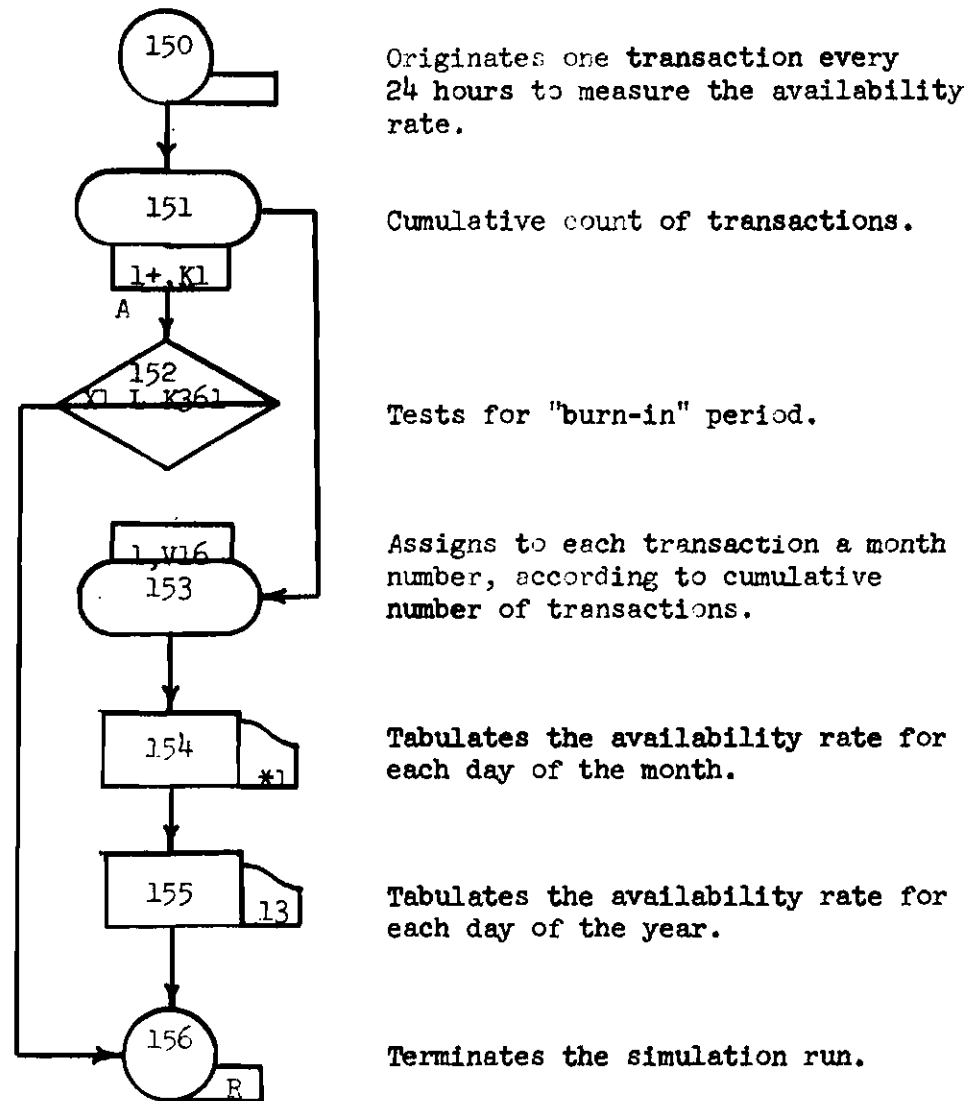 150
Originates one transaction every
24 hours to measure the availability
rate.
151
Cumulative count of transactions.
1+,K1
A
152
X1 L K361
Tests for "burn-in" period.
1,V16
153
Assigns to each transaction a month
number, according to cumulative
number of transactions.
154
*1
Tabulates the availability rate for
each day of the month.
155
13
Tabulates the availability rate for
each day of the year.
156
R
Terminates the simulation run.